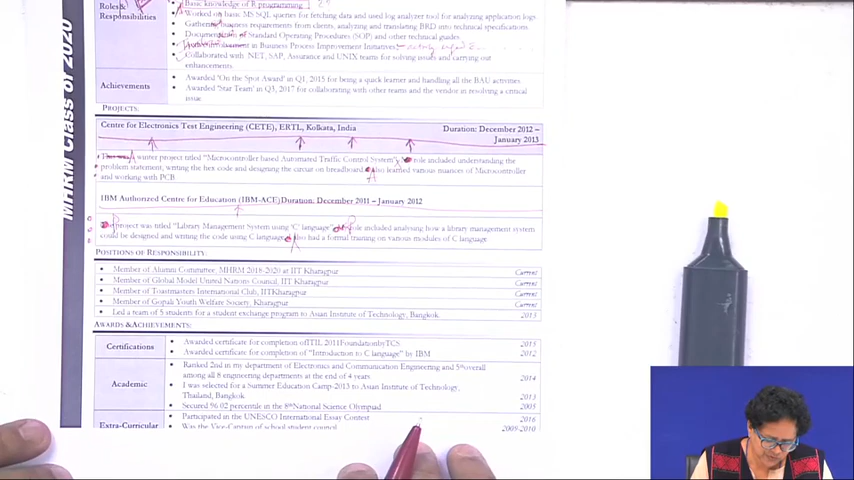 MHRM Class of 2020
Roles &
Responsibilities
Basic knowledge of R programming
Worked on basic MS SQL queries for fetching data and used log analyzer tool for analyzing application logs
Gathering business requirements from clients; analyzing and translating BRD into technical specifications
Documentation of Standard Operating Procedures (SOP) and other technical guides
in Business Process Improvement Initiatives
Collaborated with .NET, SAP, Assurance and UNIX teams for solving issues and carrying out
enhancements.
Achievements
Awarded 'On the Spot Award' in Q1, 2015 for being a quick learner and handling all the BAU activities.
Awarded 'Star Team' in Q3, 2017 for collaborating with other teams and the vendor in resolving a critical
issue
PROJECTS:
Centre for Electronics Test Engineering (CETE), ERTL, Kolkata, India Duration: December 2012 –
January 2013
winter project titled "Microcontroller based Automated Traffic Control System", role included understanding the
problem statement, writing the hex code and designing the circuit on breadboard. learned various nuances of Microcontroller
and working with PCB
IBM Authorized Centre for Education (IBM-ACE)Duration: December 2011 – January 2012
project was titled "Library Management System using 'C' language" role included analysing how a library management system
could be designed and writing the code using C language. had a formal training on various modules of C language
POSITIONS OF RESPONSIBILITY:
Member of Alumni Committee, MHRM 2018-2020 at IIT Kharagpur Current
Member of Global Model United Nations Council, IIT Kharagpur Current
Member of Toastmasters International Club, IITKharagpur Current
Member of Gopali Youth Welfare Society, Kharagpur Current
Led a team of 5 students for a student exchange program to Asian Institute of Technology, Bangkok. 2013
AWARDS &ACHIEVEMENTS:
Certifications
Awarded certificate for completion ofITIL 2011FoundationbyTCS 2015
Awarded certificate for completion of "Introduction to C language" by IBM 2012
Academic
Ranked 2nd in my department of Electronics and Communication Engineering and 5th overall
among all 8 engineering departments at the end of 4 years 2014
I was selected for a Summer Education Camp-2013 to Asian Institute of Technology,
Thailand, Bangkok 2013
Secured 96.02 percentile in the 8thNational Science Olympiad 2005
Extra-Curricular
Participated in the UNESCO International Essay Contest 2016
Was the Vice-Captain of school student council 2009-2010